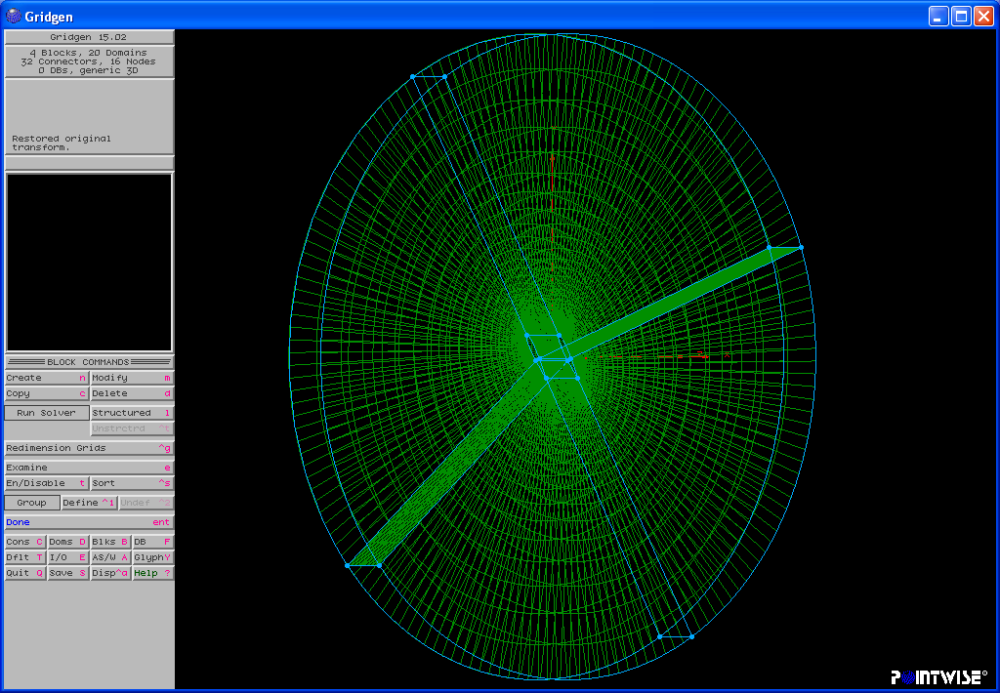 Gridgen
Gridgen 15.02
4 Blocks, 20 Domains
32 Connectors, 16 Nodes
0 DBs, generic 3D
Restored original
transform.
BLOCK COMMANDS
Create n Modify m
Copy c Delete d
Run Solver Structured l
Unstrctrd ^t
Redimension Grids ^g
Examine e
En/Disable t Sort ^s
Group Define ^1 Undef ^2
Done ent
Cons C Doms D Blks B DB F
Dflt T I/O E AS/W A Glyph Y
Quit Q Save S Disp ^a Help ?
POINTWISE®